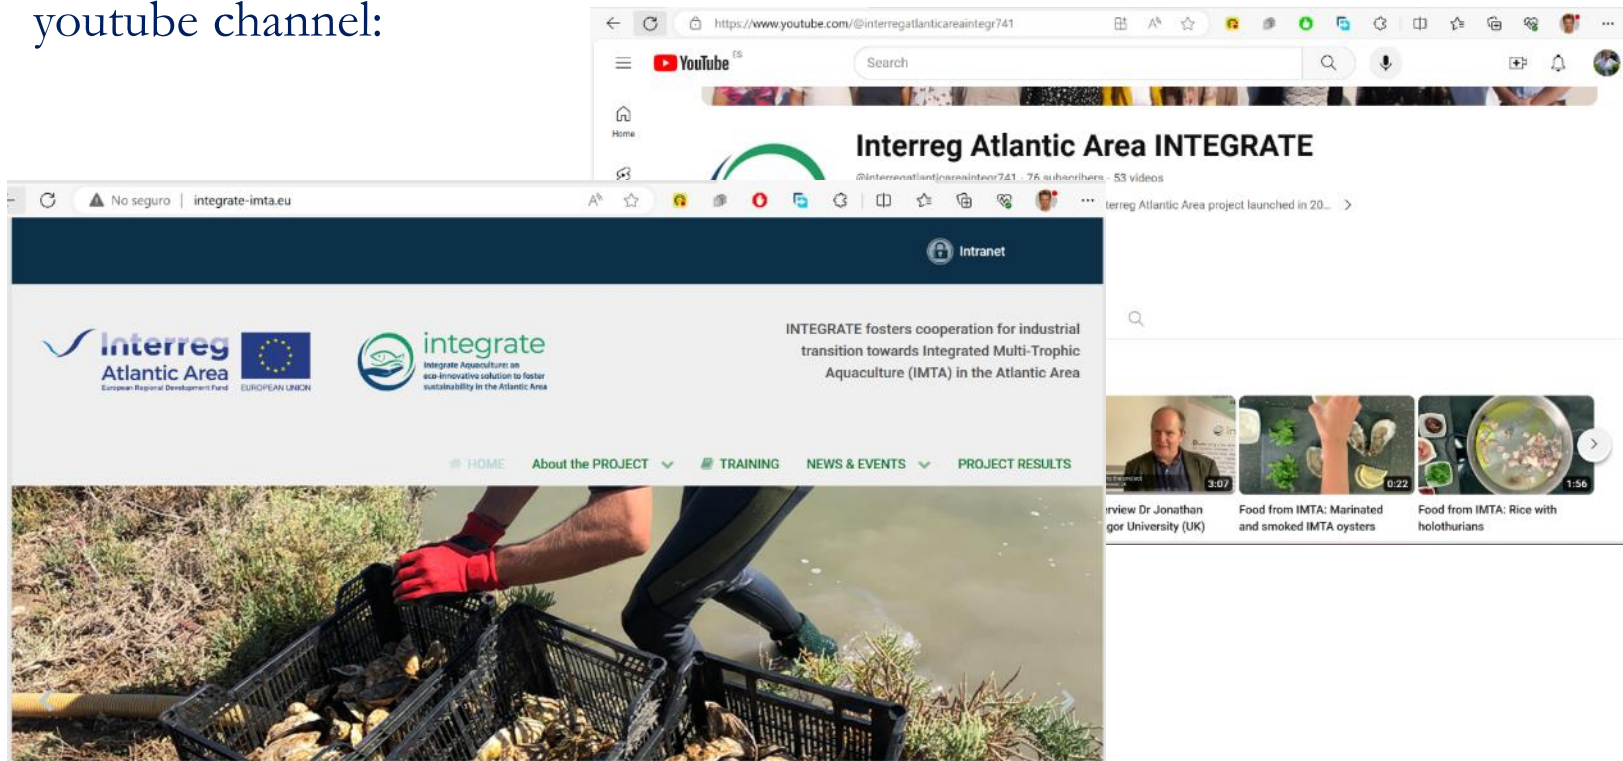 youtube channel:
https://www.youtube.com/@interregatlanticareaintegr741
YouTube ES
Search
Home
Interreg Atlantic Area INTEGRATE
@interregatlanticareaintegr741 · 76 subscribers · 53 videos
terreg Atlantic Area project launched in 20...
No seguro | integrate-imta.eu
Intranet
Interreg
Atlantic Area
European Regional Development Fund
EUROPEAN UNION
integrate
Integrate Aquaculture: an
eco-innovative solution to foster
sustainability in the Atlantic Area
INTEGRATE fosters cooperation for industrial
transition towards Integrated Multi-Trophic
Aquaculture (IMTA) in the Atlantic Area
HOME
About the PROJECT
TRAINING
NEWS & EVENTS
PROJECT RESULTS
3:07
0:22
1:56
erview Dr Jonathan
gor University (UK)
Food from IMTA: Marinated
and smoked IMTA oysters
Food from IMTA: Rice with
holothurians